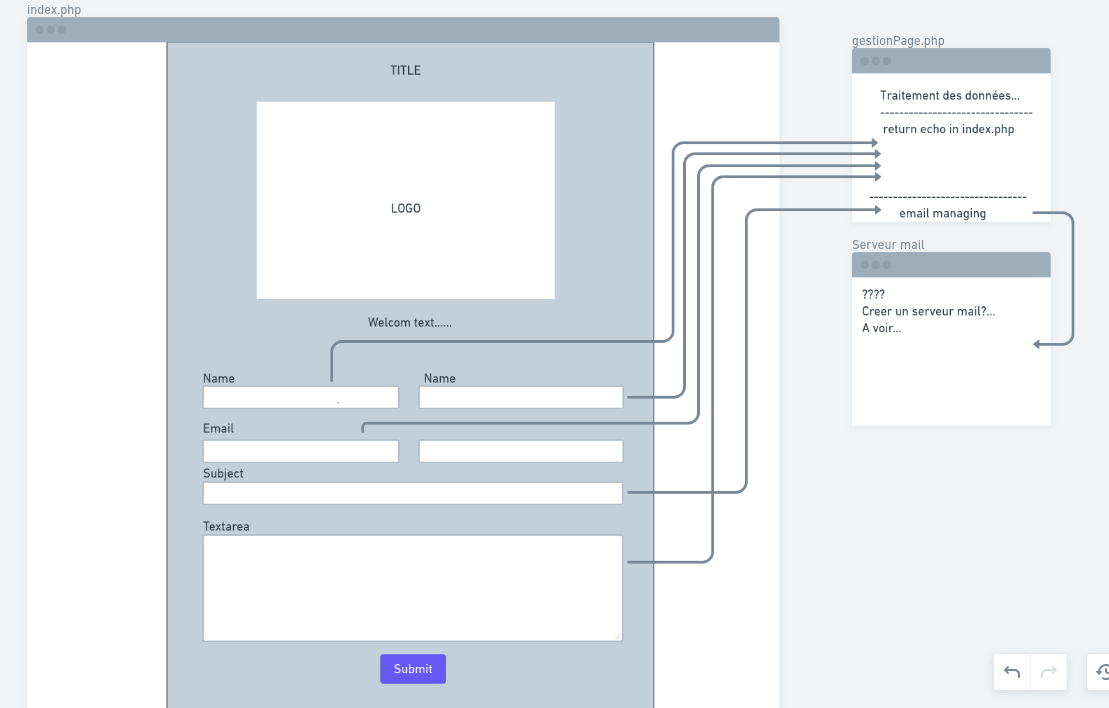 index.php
TITLE
LOGO
Welcom text......
Name
Name
Email
Subject
Textarea
Submit
gestionPage.php
Traitement des données...
--------------------------------
return echo in index.php
---------------------------------
email managing
Serveur mail
????
Creer un serveur mail?...
A voir...